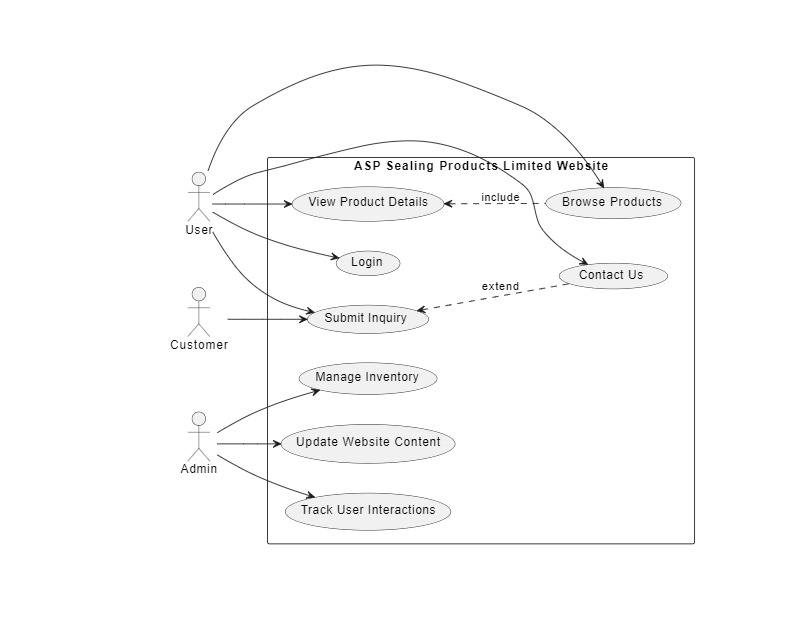 ASP Sealing Products Limited Website
View Product Details
include
Browse Products
User
Login
Contact Us
extend
Submit Inquiry
Customer
Manage Inventory
Update Website Content
Admin
Track User Interactions